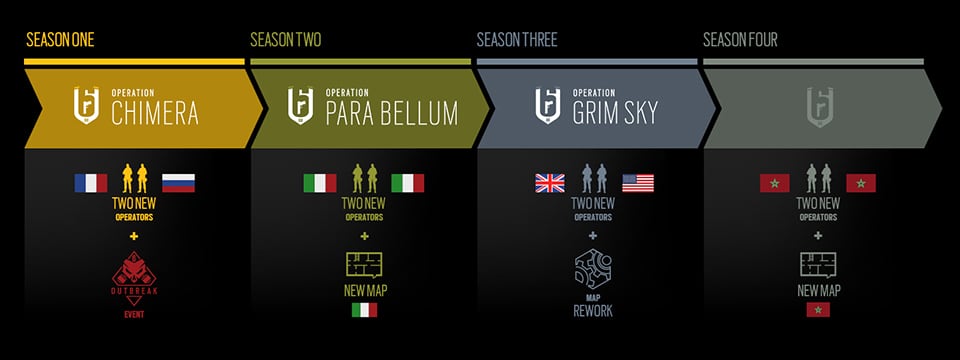 SEASON ONE
SEASON TWO
SEASON THREE
SEASON FOUR
OPERATION
CHIMERA
OPERATION
PARA BELLUM
OPERATION
GRIM SKY
TWO NEW
OPERATORS
+
OUTBREAK
EVENT
TWO NEW
OPERATORS
+
NEW MAP
TWO NEW
OPERATORS
+
MAP
REWORK
TWO NEW
OPERATORS
+
NEW MAP